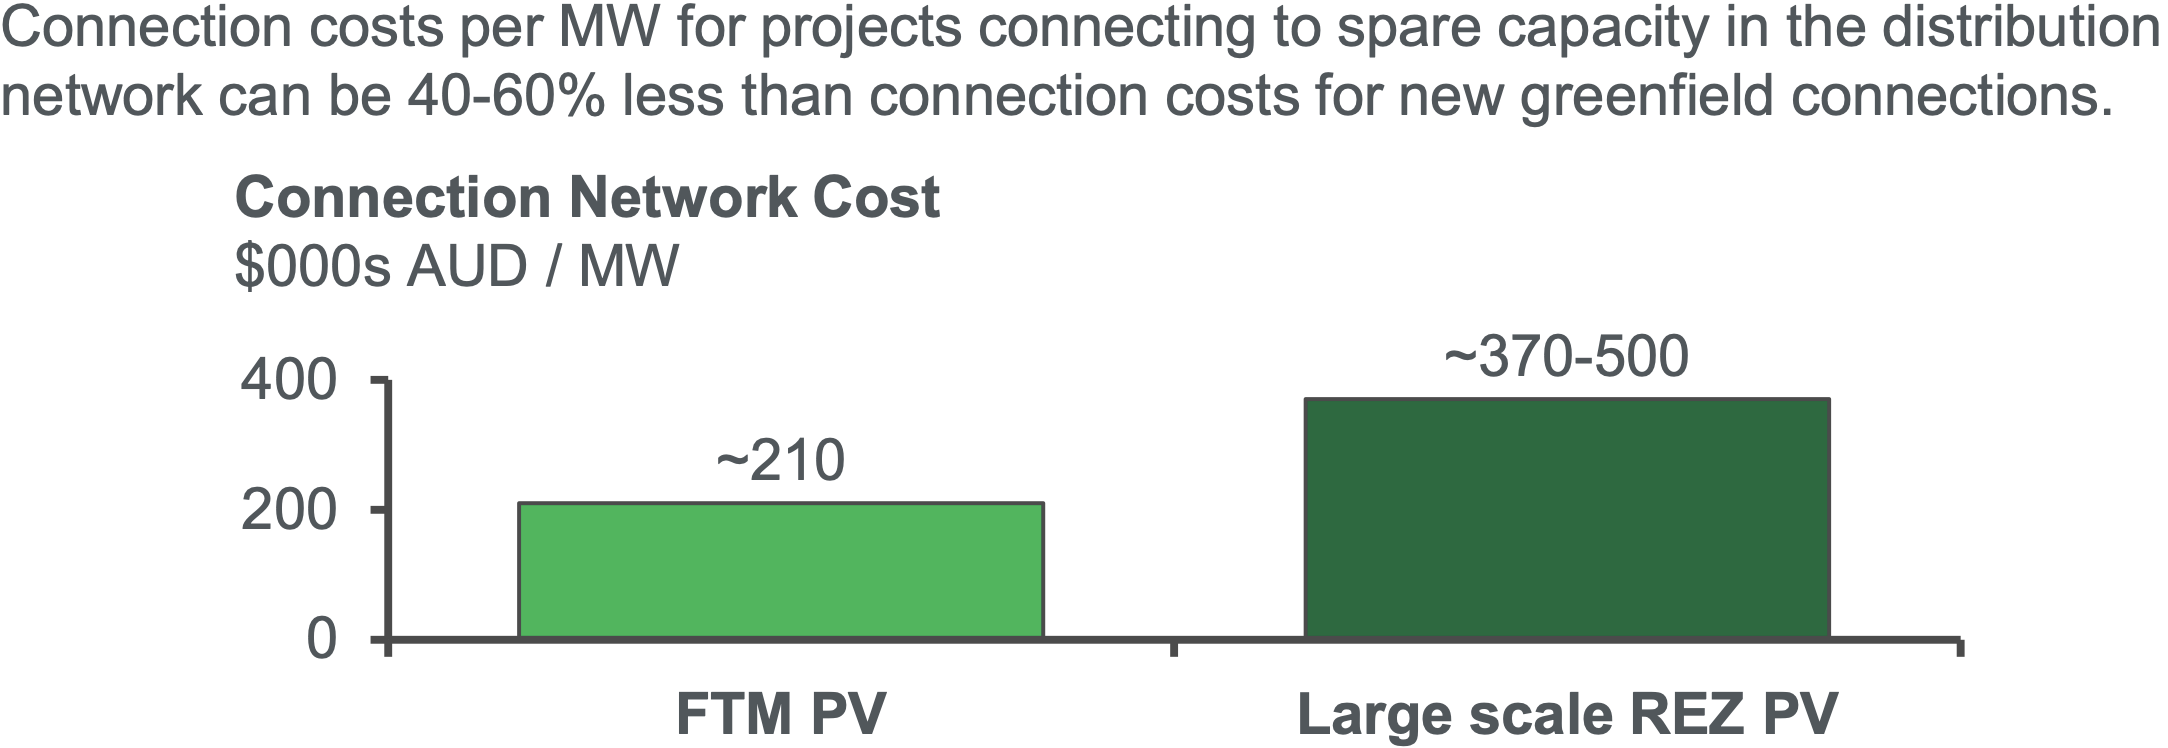 Connection costs per MW for projects connecting to spare capacity in the distribution
network can be 40-60% less than connection costs for new greenfield connections.
Connection Network Cost
$000s AUD / MW
400
200
0
~210
~370-500
FTM PV
Large scale REZ PV